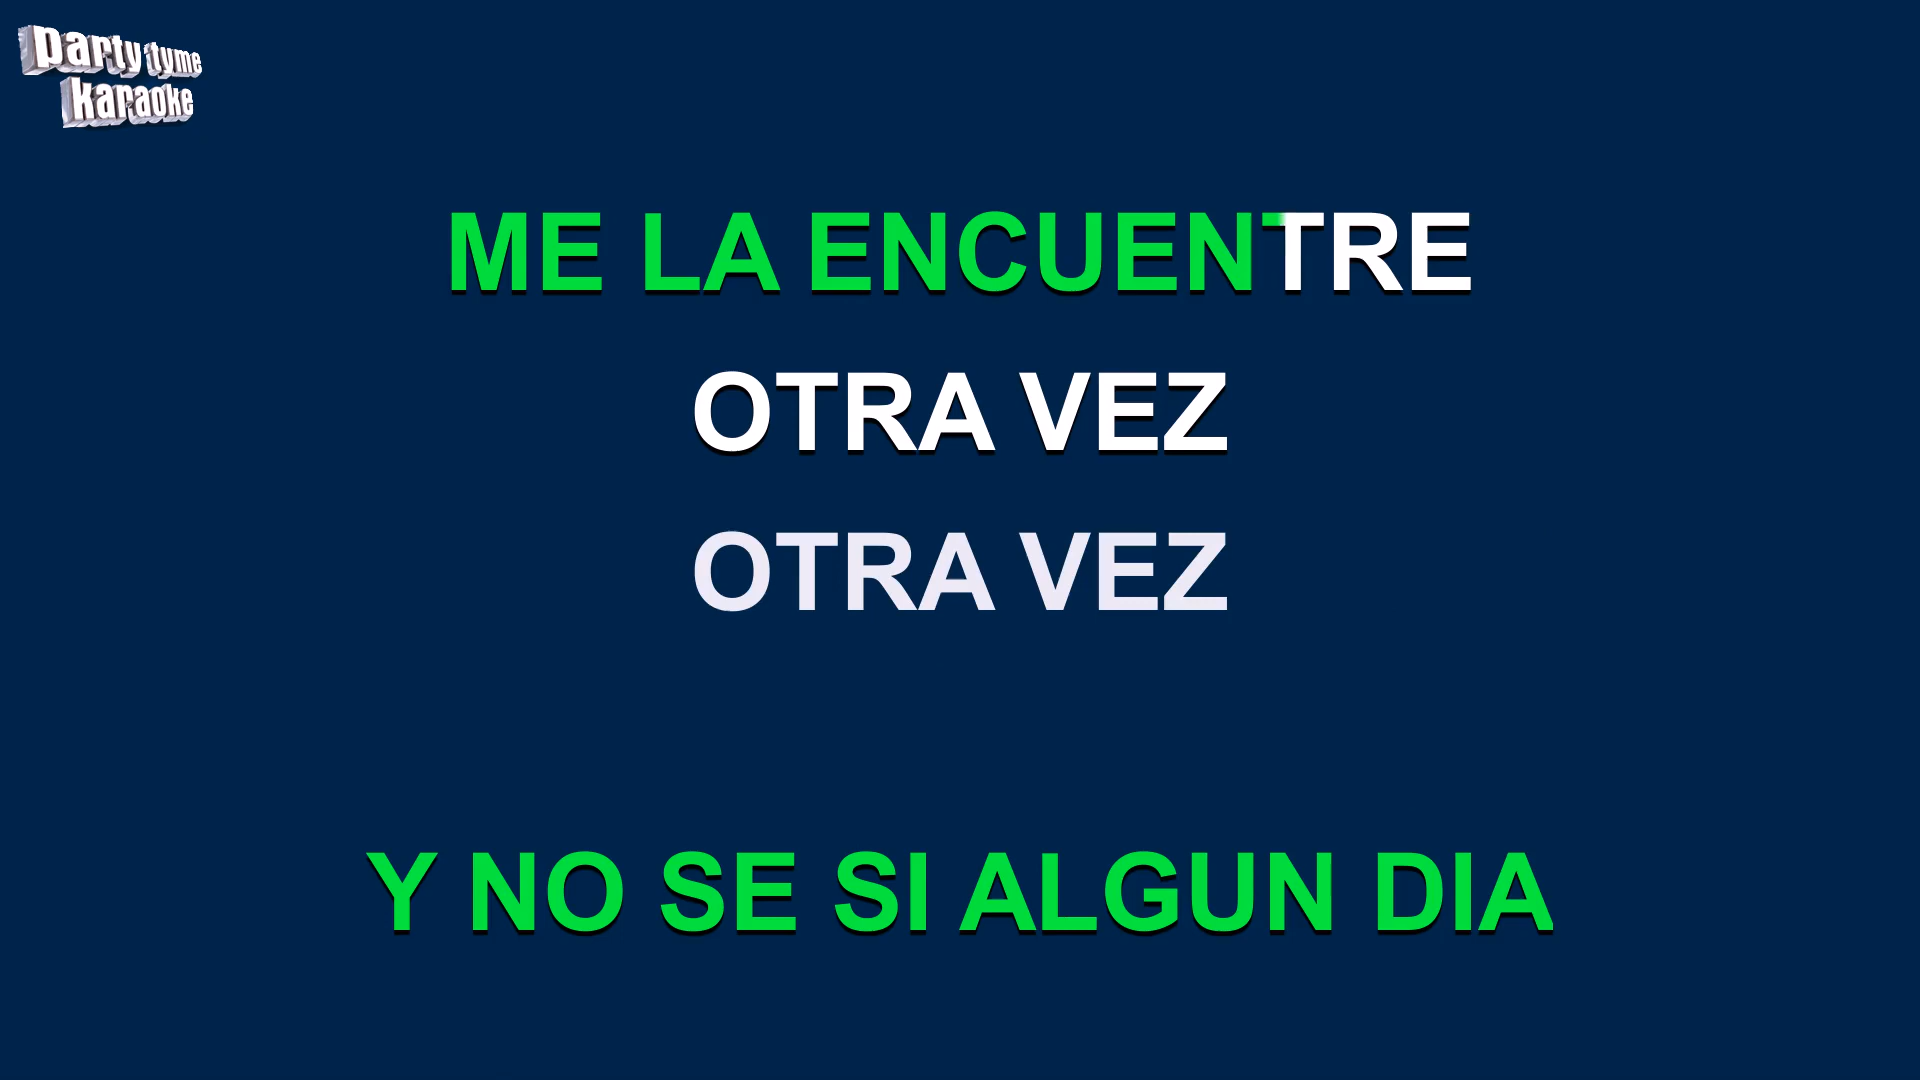 party tyme
karaoke
ME LA ENCUENTRE
OTRA VEZ
OTRA VEZ
Y NO SE SI ALGUN DIA